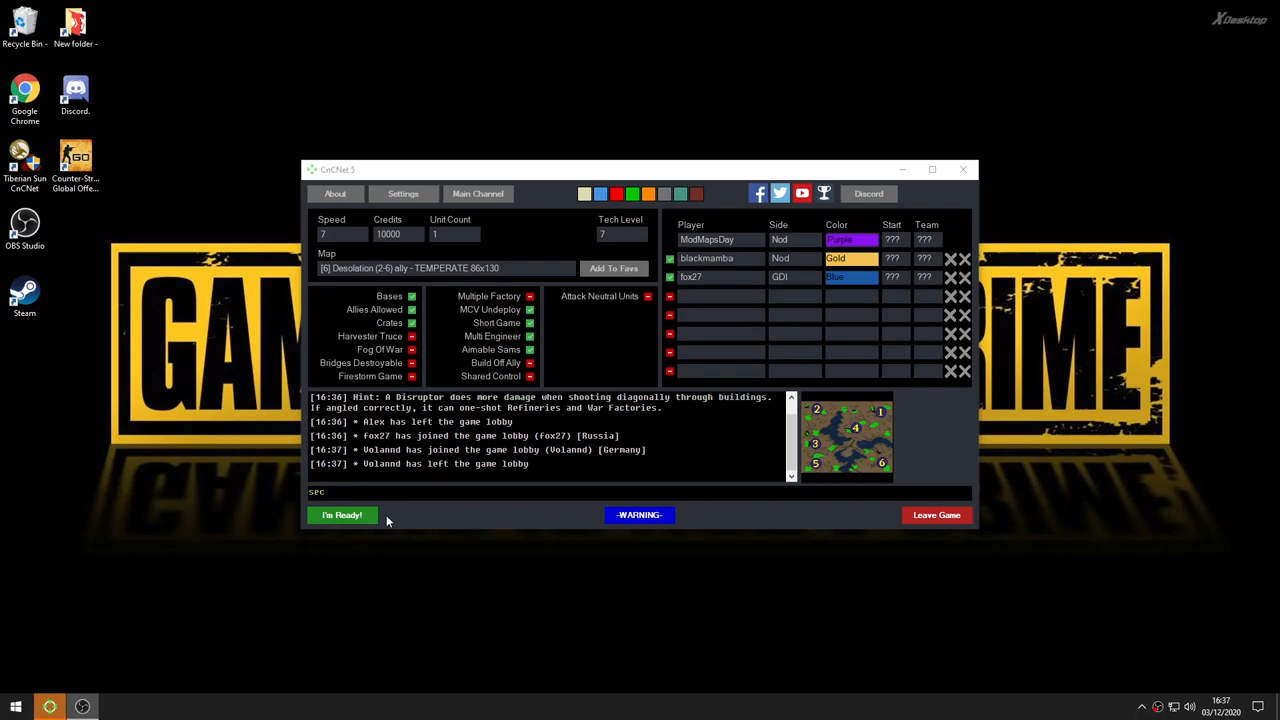 XDesktop
Recycle Bin -
New folder -
Google
Chrome
Discord.
Tiberian Sun
CnCNet
Counter-Str...
Global Offe...
OBS Studio
Steam
CnCNet 5
About
Settings
Main Channel
Discord
Speed
Credits
Unit Count
Tech Level
7
10000
1
7
Map
[6] Desolation (2-6) ally - TEMPERATE 86x130
Add To Favs
Bases
Allies Allowed
Crates
Harvester Truce
Fog Of War
Bridges Destroyable
Firestorm Game
Multiple Factory
MCV Undeploy
Short Game
Multi Engineer
Aimable Sams
Build Off Ally
Shared Control
Attack Neutral Units
Player Side Color Start Team
ModMapsDay Nod Purple ??? ???
blackmamba Nod Gold ??? ???
fox27 GDI Blue ??? ???
[16:36] Hint: A Disruptor does more damage when shooting diagonally through buildings.
If angled correctly, it can one-shot Refineries and War Factories.
[16:36] * Alex has left the game lobby
[16:36] * fox27 has joined the game lobby (fox27) [Russia]
[16:37] * Volannd has joined the game lobby (Volannd) [Germany]
[16:37] * Volannd has left the game lobby
2
1
4
3
5
6
sec
I'm Ready!
-WARNING-
Leave Game
16:37
03/12/2020